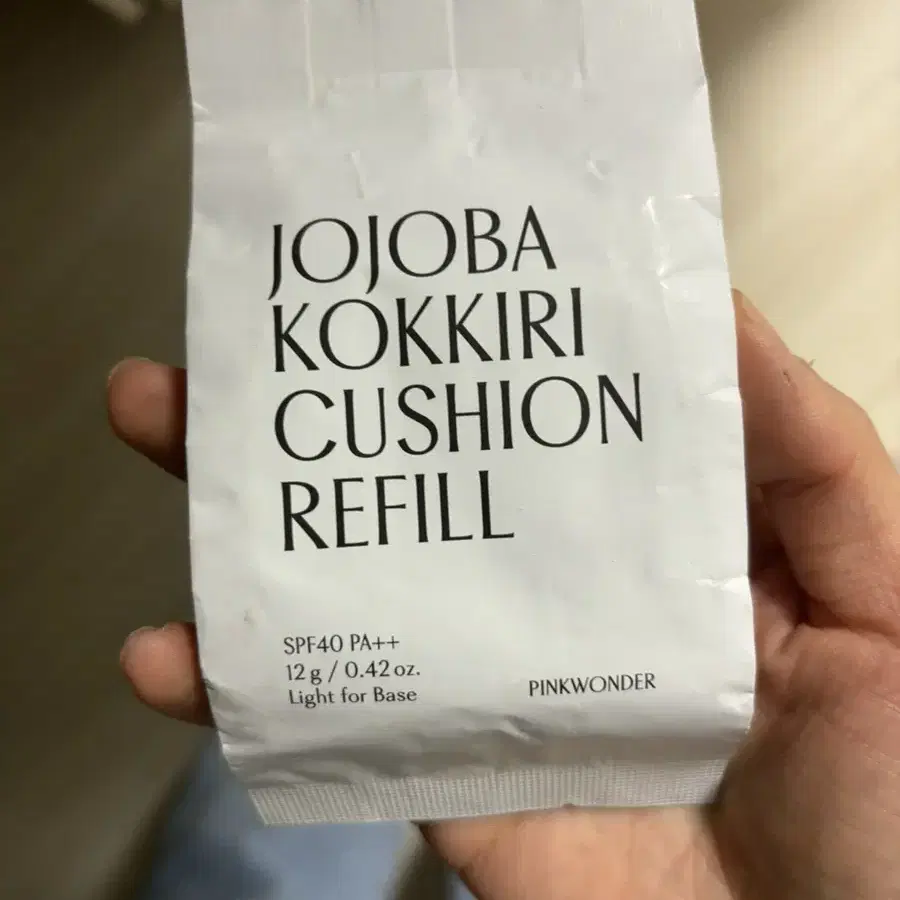 JOJOBA
KOKKIRI
CUSHION
REFILL
SPF40 PA++
12 g / 0.42 oz.
Light for Base
PINKWONDER